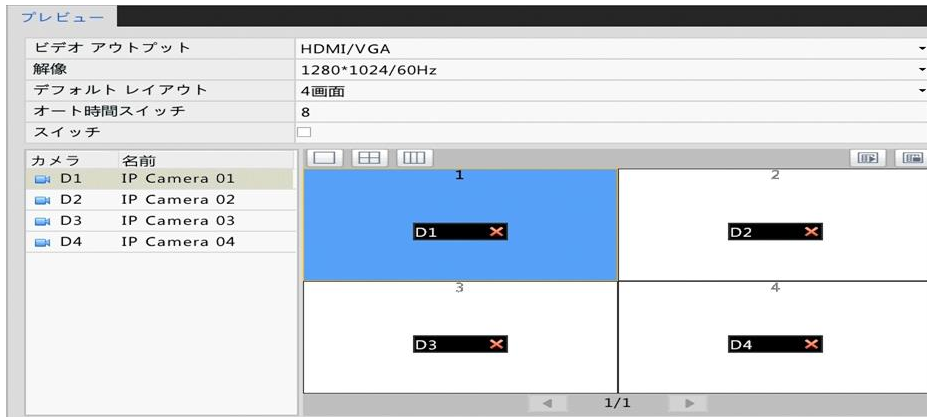 プレビュー
ビデオ アウトプット HDMI/VGA
解像 1280*1024/60Hz
デフォルト レイアウト 4画面
オート時間スイッチ 8
スイッチ
カメラ 名前
D1 IP Camera 01
D2 IP Camera 02
D3 IP Camera 03
D4 IP Camera 04
1 2
D1 D2
3 4
D3 D4
1/1